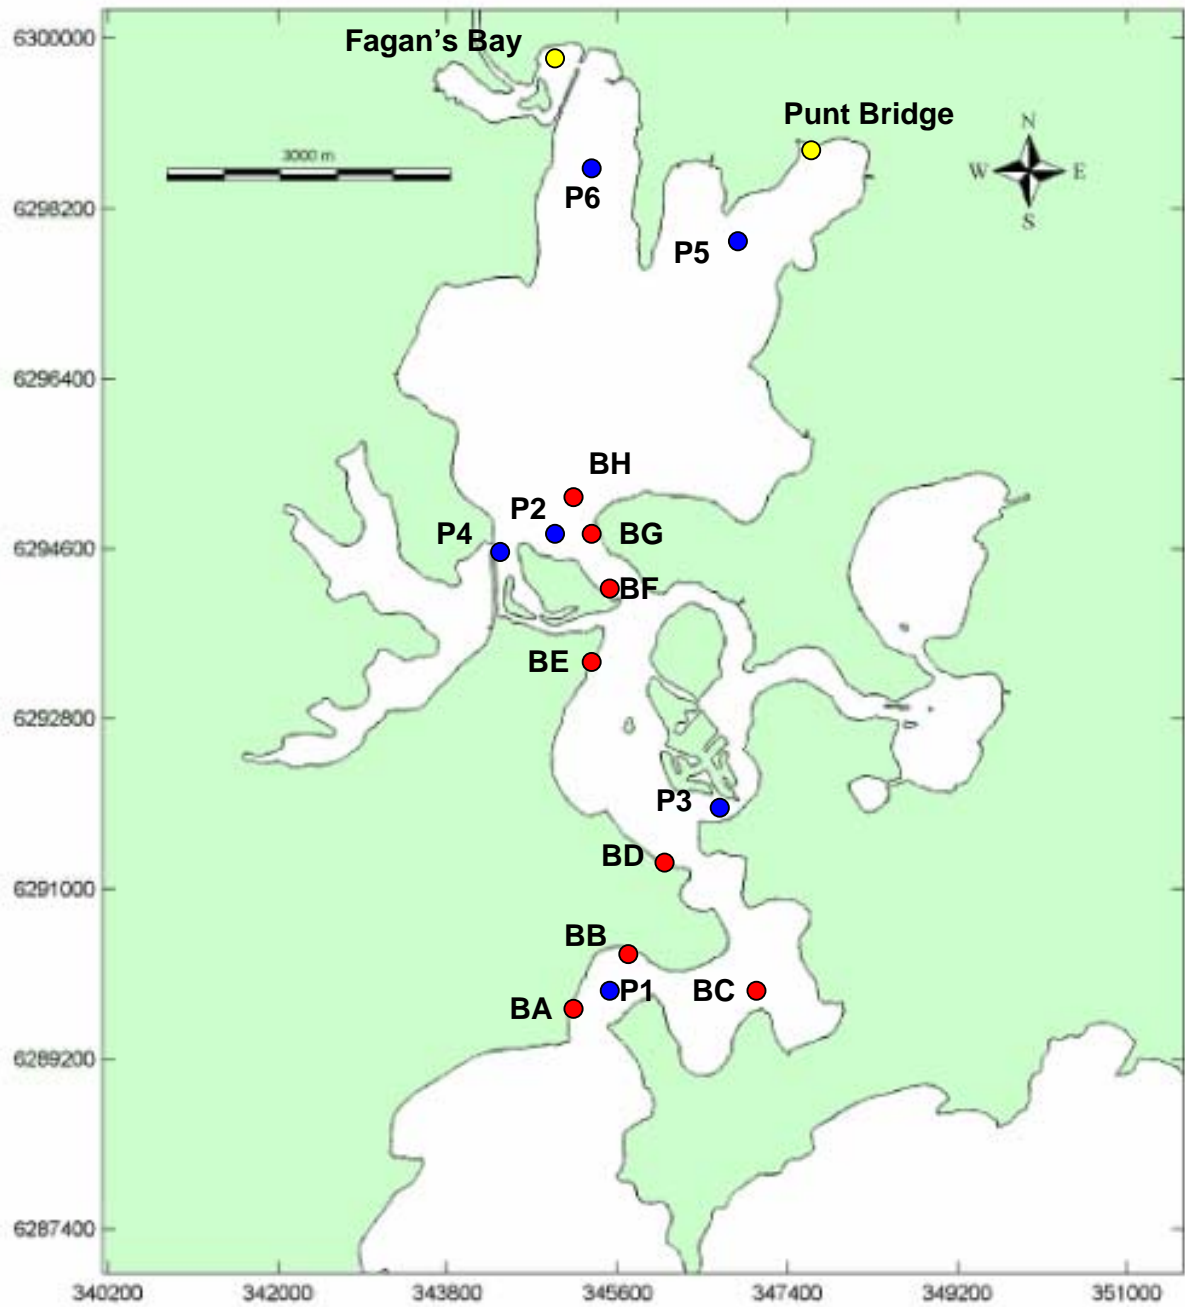 6300000
Fagan's Bay
Punt Bridge
3000 m
N
W
E
S
P6
6298200
P5
6296400
BH
P2
P4
BG
6294600
BF
BE
6292800
P3
BD
6291000
BB
P1
BC
BA
6289200
6287400
340200 342000 343800 345600 347400 349200 351000